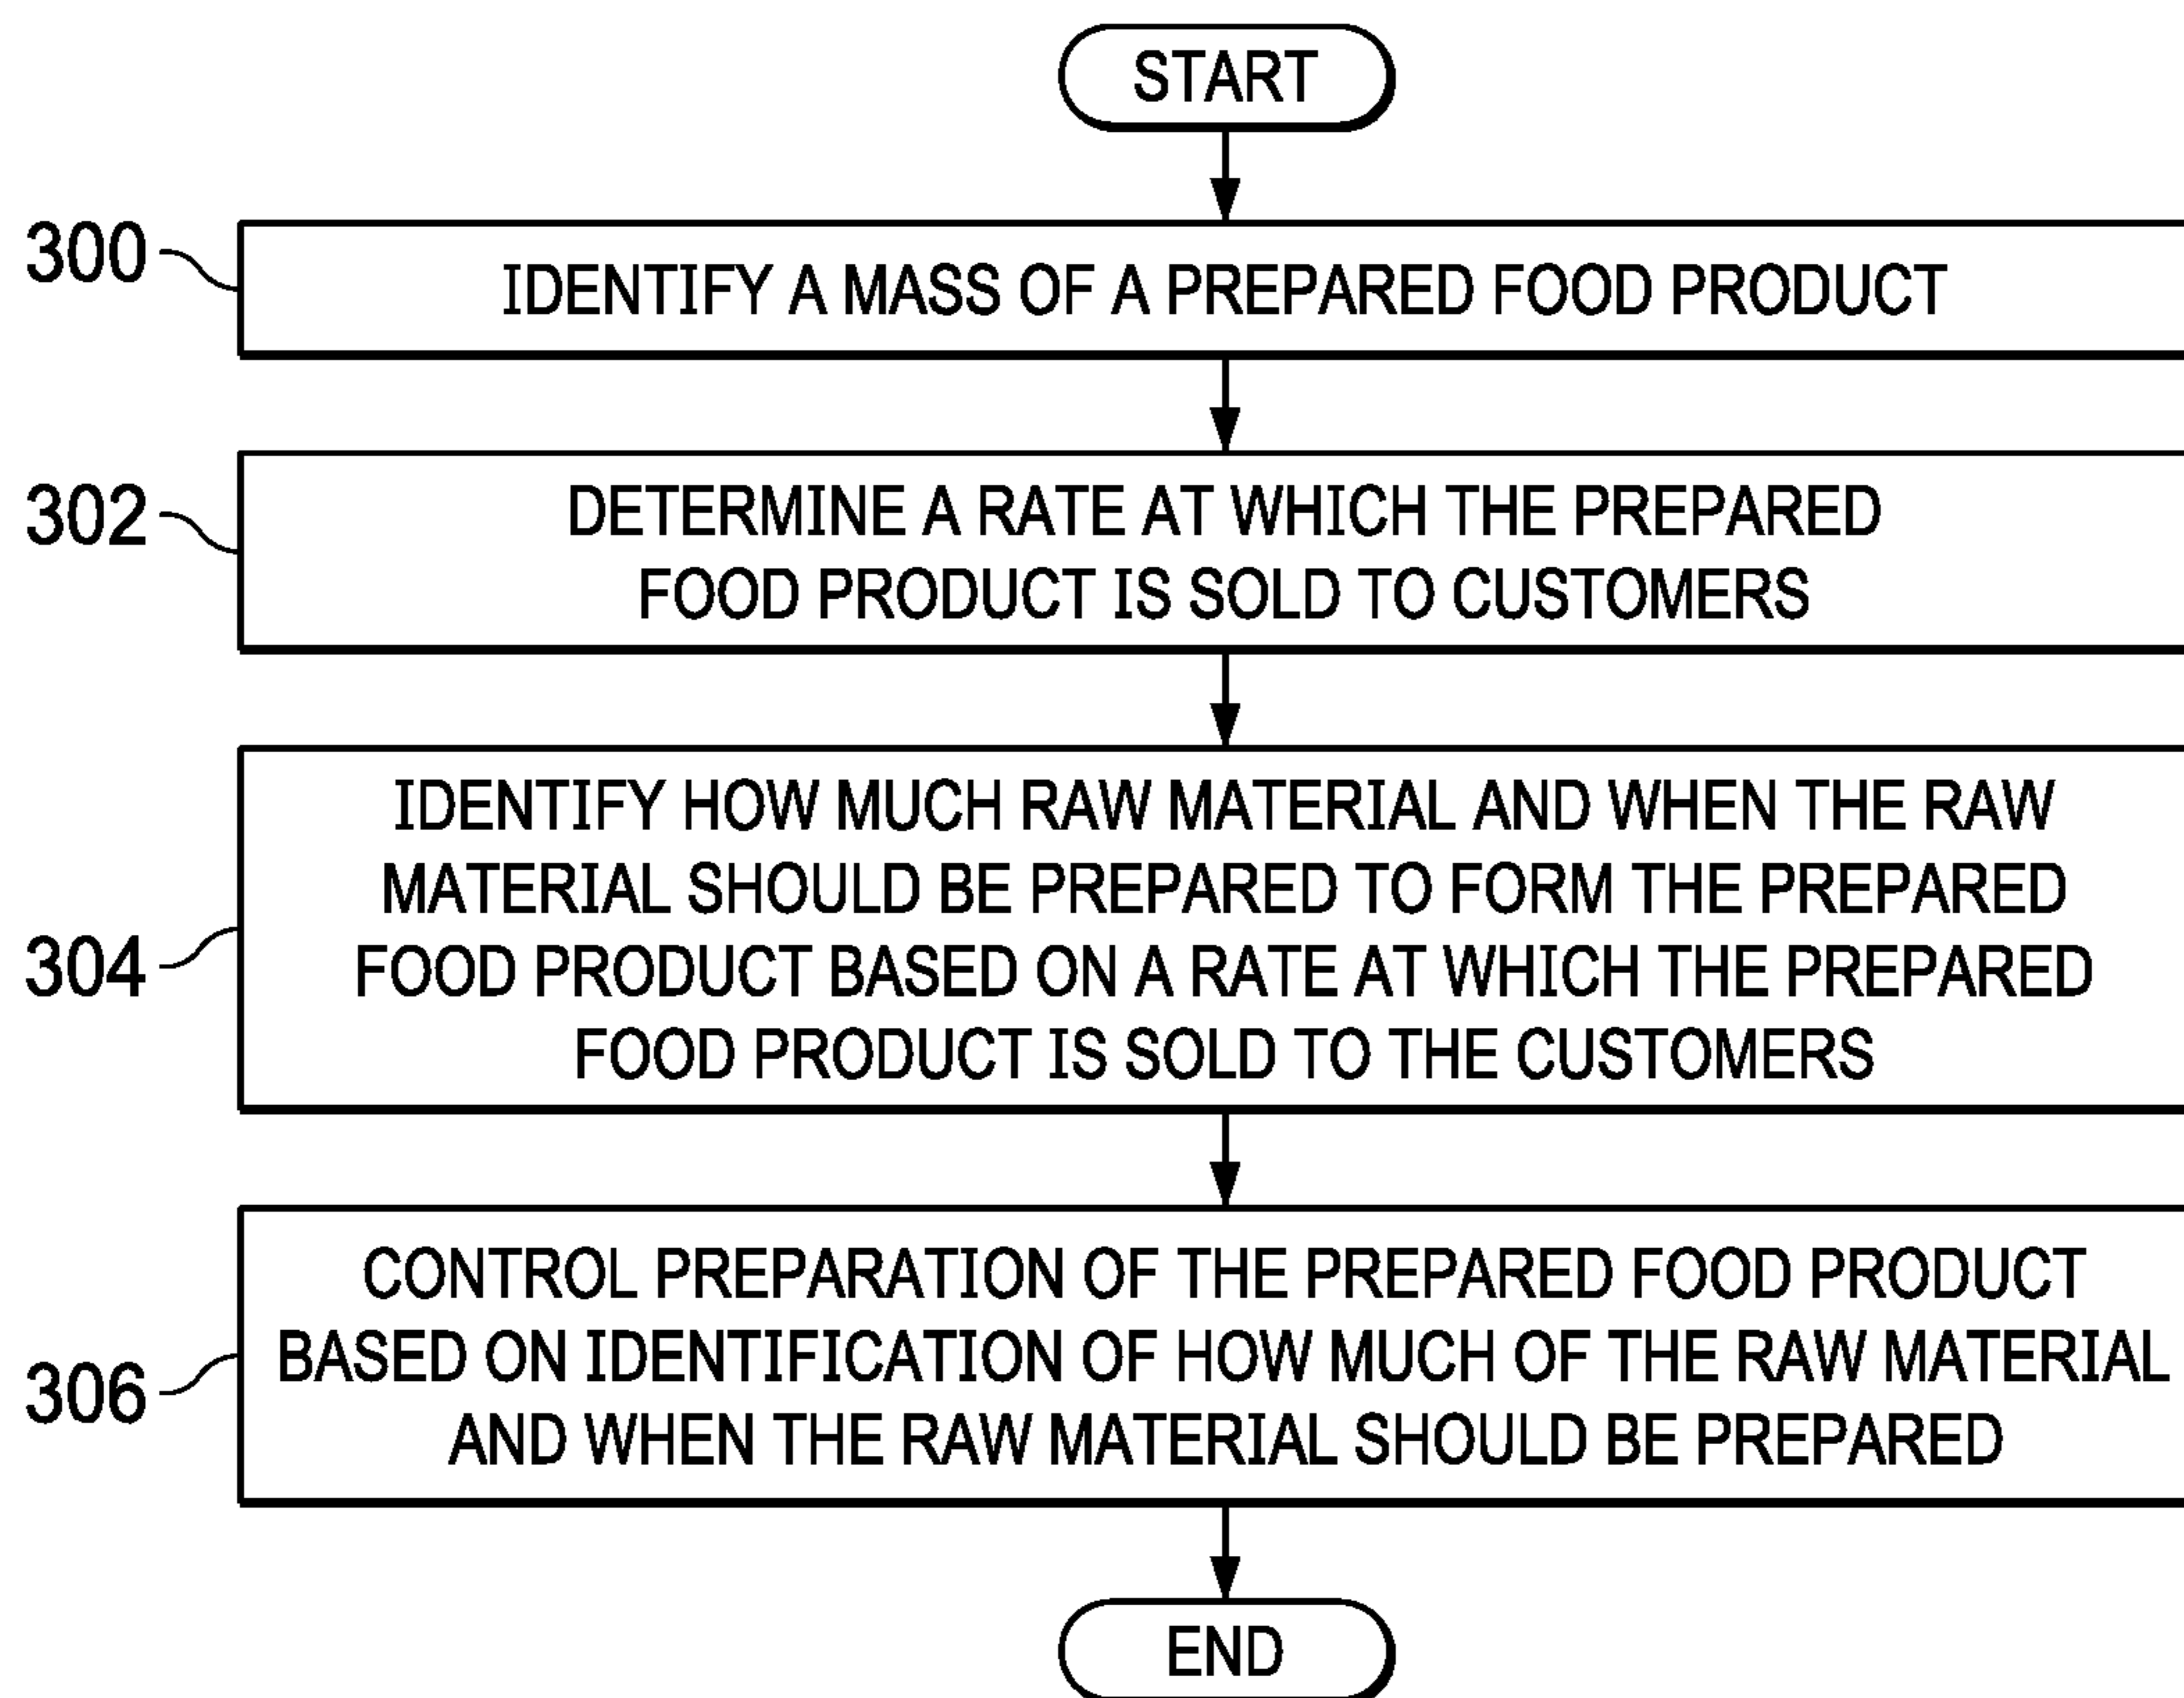 START
300
IDENTIFY A MASS OF A PREPARED FOOD PRODUCT
302
DETERMINE A RATE AT WHICH THE PREPARED
FOOD PRODUCT IS SOLD TO CUSTOMERS
304
IDENTIFY HOW MUCH RAW MATERIAL AND WHEN THE RAW
MATERIAL SHOULD BE PREPARED TO FORM THE PREPARED
FOOD PRODUCT BASED ON A RATE AT WHICH THE PREPARED
FOOD PRODUCT IS SOLD TO THE CUSTOMERS
306
CONTROL PREPARATION OF THE PREPARED FOOD PRODUCT
BASED ON IDENTIFICATION OF HOW MUCH OF THE RAW MATERIAL
AND WHEN THE RAW MATERIAL SHOULD BE PREPARED
END